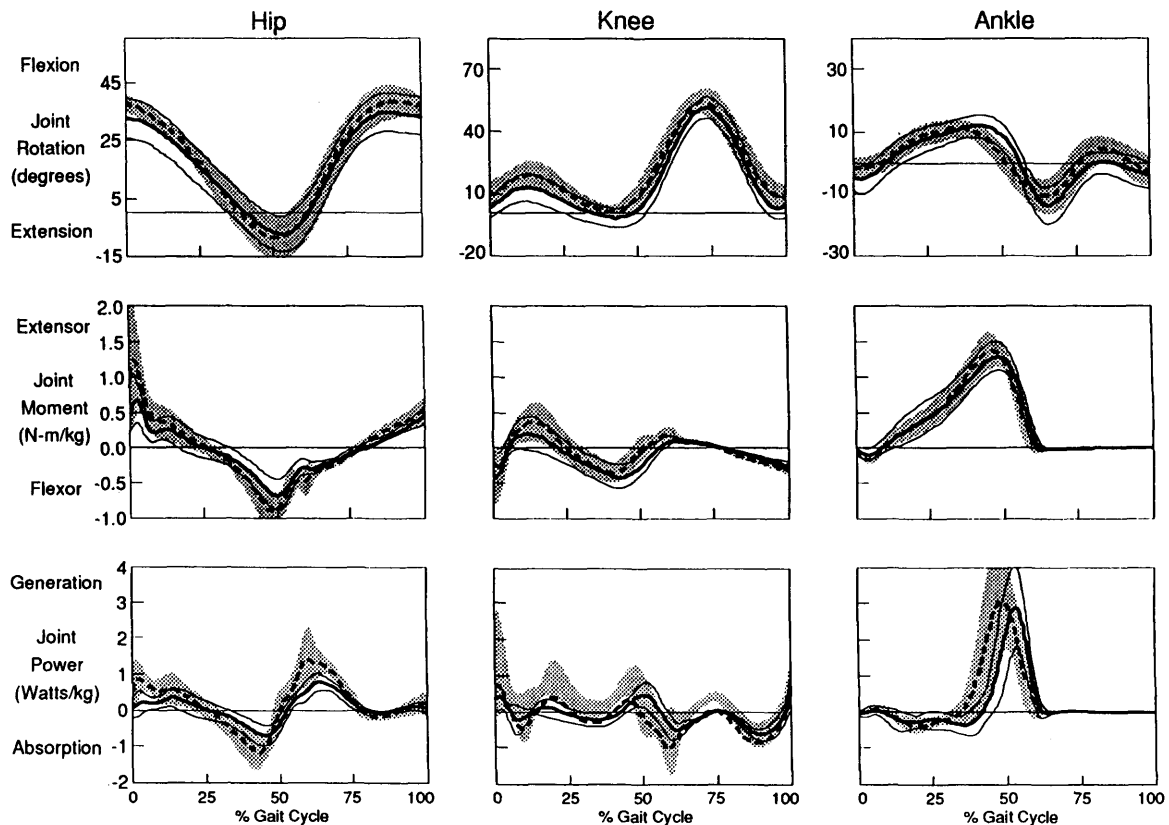 Hip Knee Ankle
Flexion
Joint
Rotation
(degrees)
Extension
45
25
5
-15
85
70
40
10
-20
40
10
-10
-30
Extensor
Joint
Moment
(N-m/kg)
Flexor
2.0
1.5
1.0
0.5
0.0
-0.5
-1.0
Generation
Joint
Power
(Watts/kg)
Absorption
4
3
2
1
0
-1
-2
0 25 50 75 100
% Gait Cycle
0 25 50 75 100
% Gait Cycle
0 25 50 75 100
% Gait Cycle